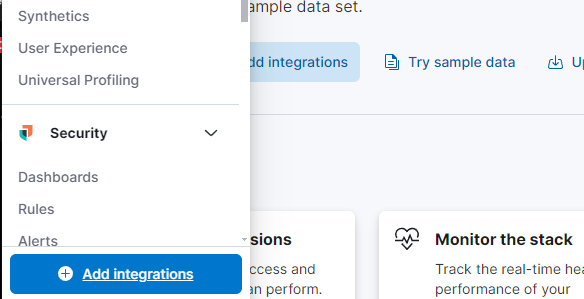 Synthetics
User Experience
Universal Profiling
Security
Dashboards
Rules
Alerts
Add integrations
ample data set.
dd integrations
Try sample data
Up
sions
ccess and
an perform.
Monitor the stack
Track the real-time hea
performance of your